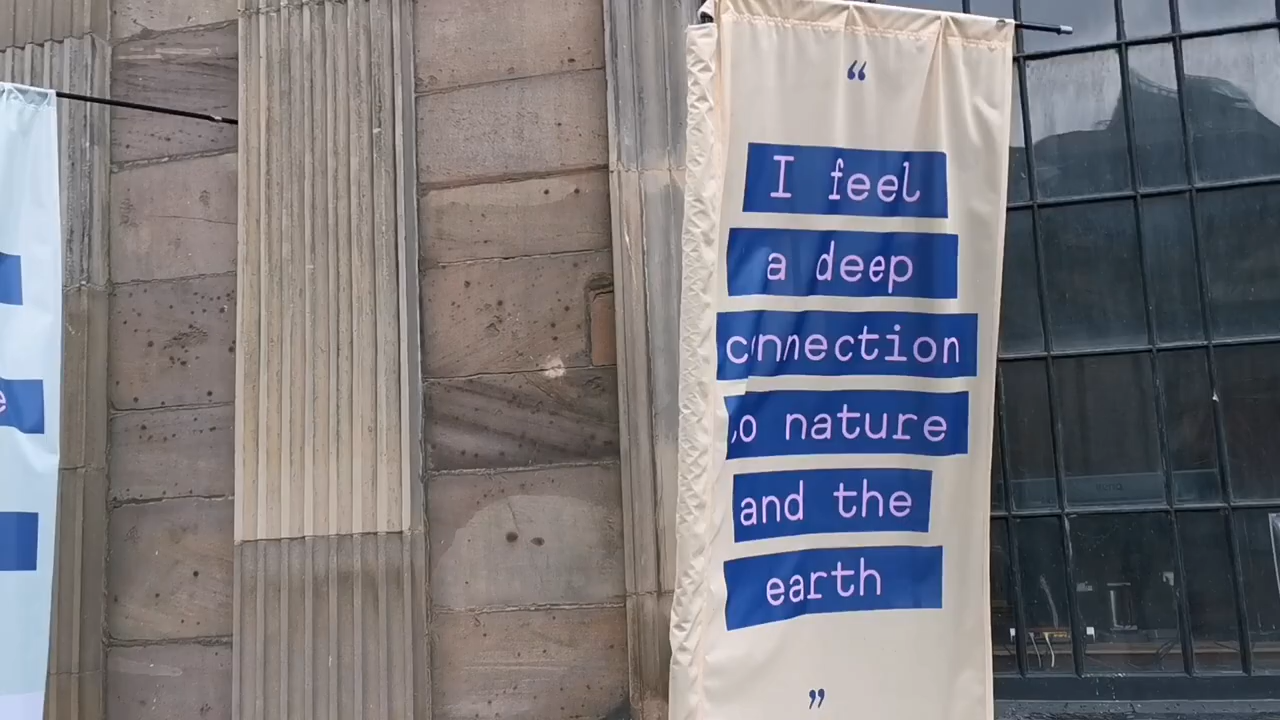 “
I feel
a deep
connection
to nature
and the
earth
”
e